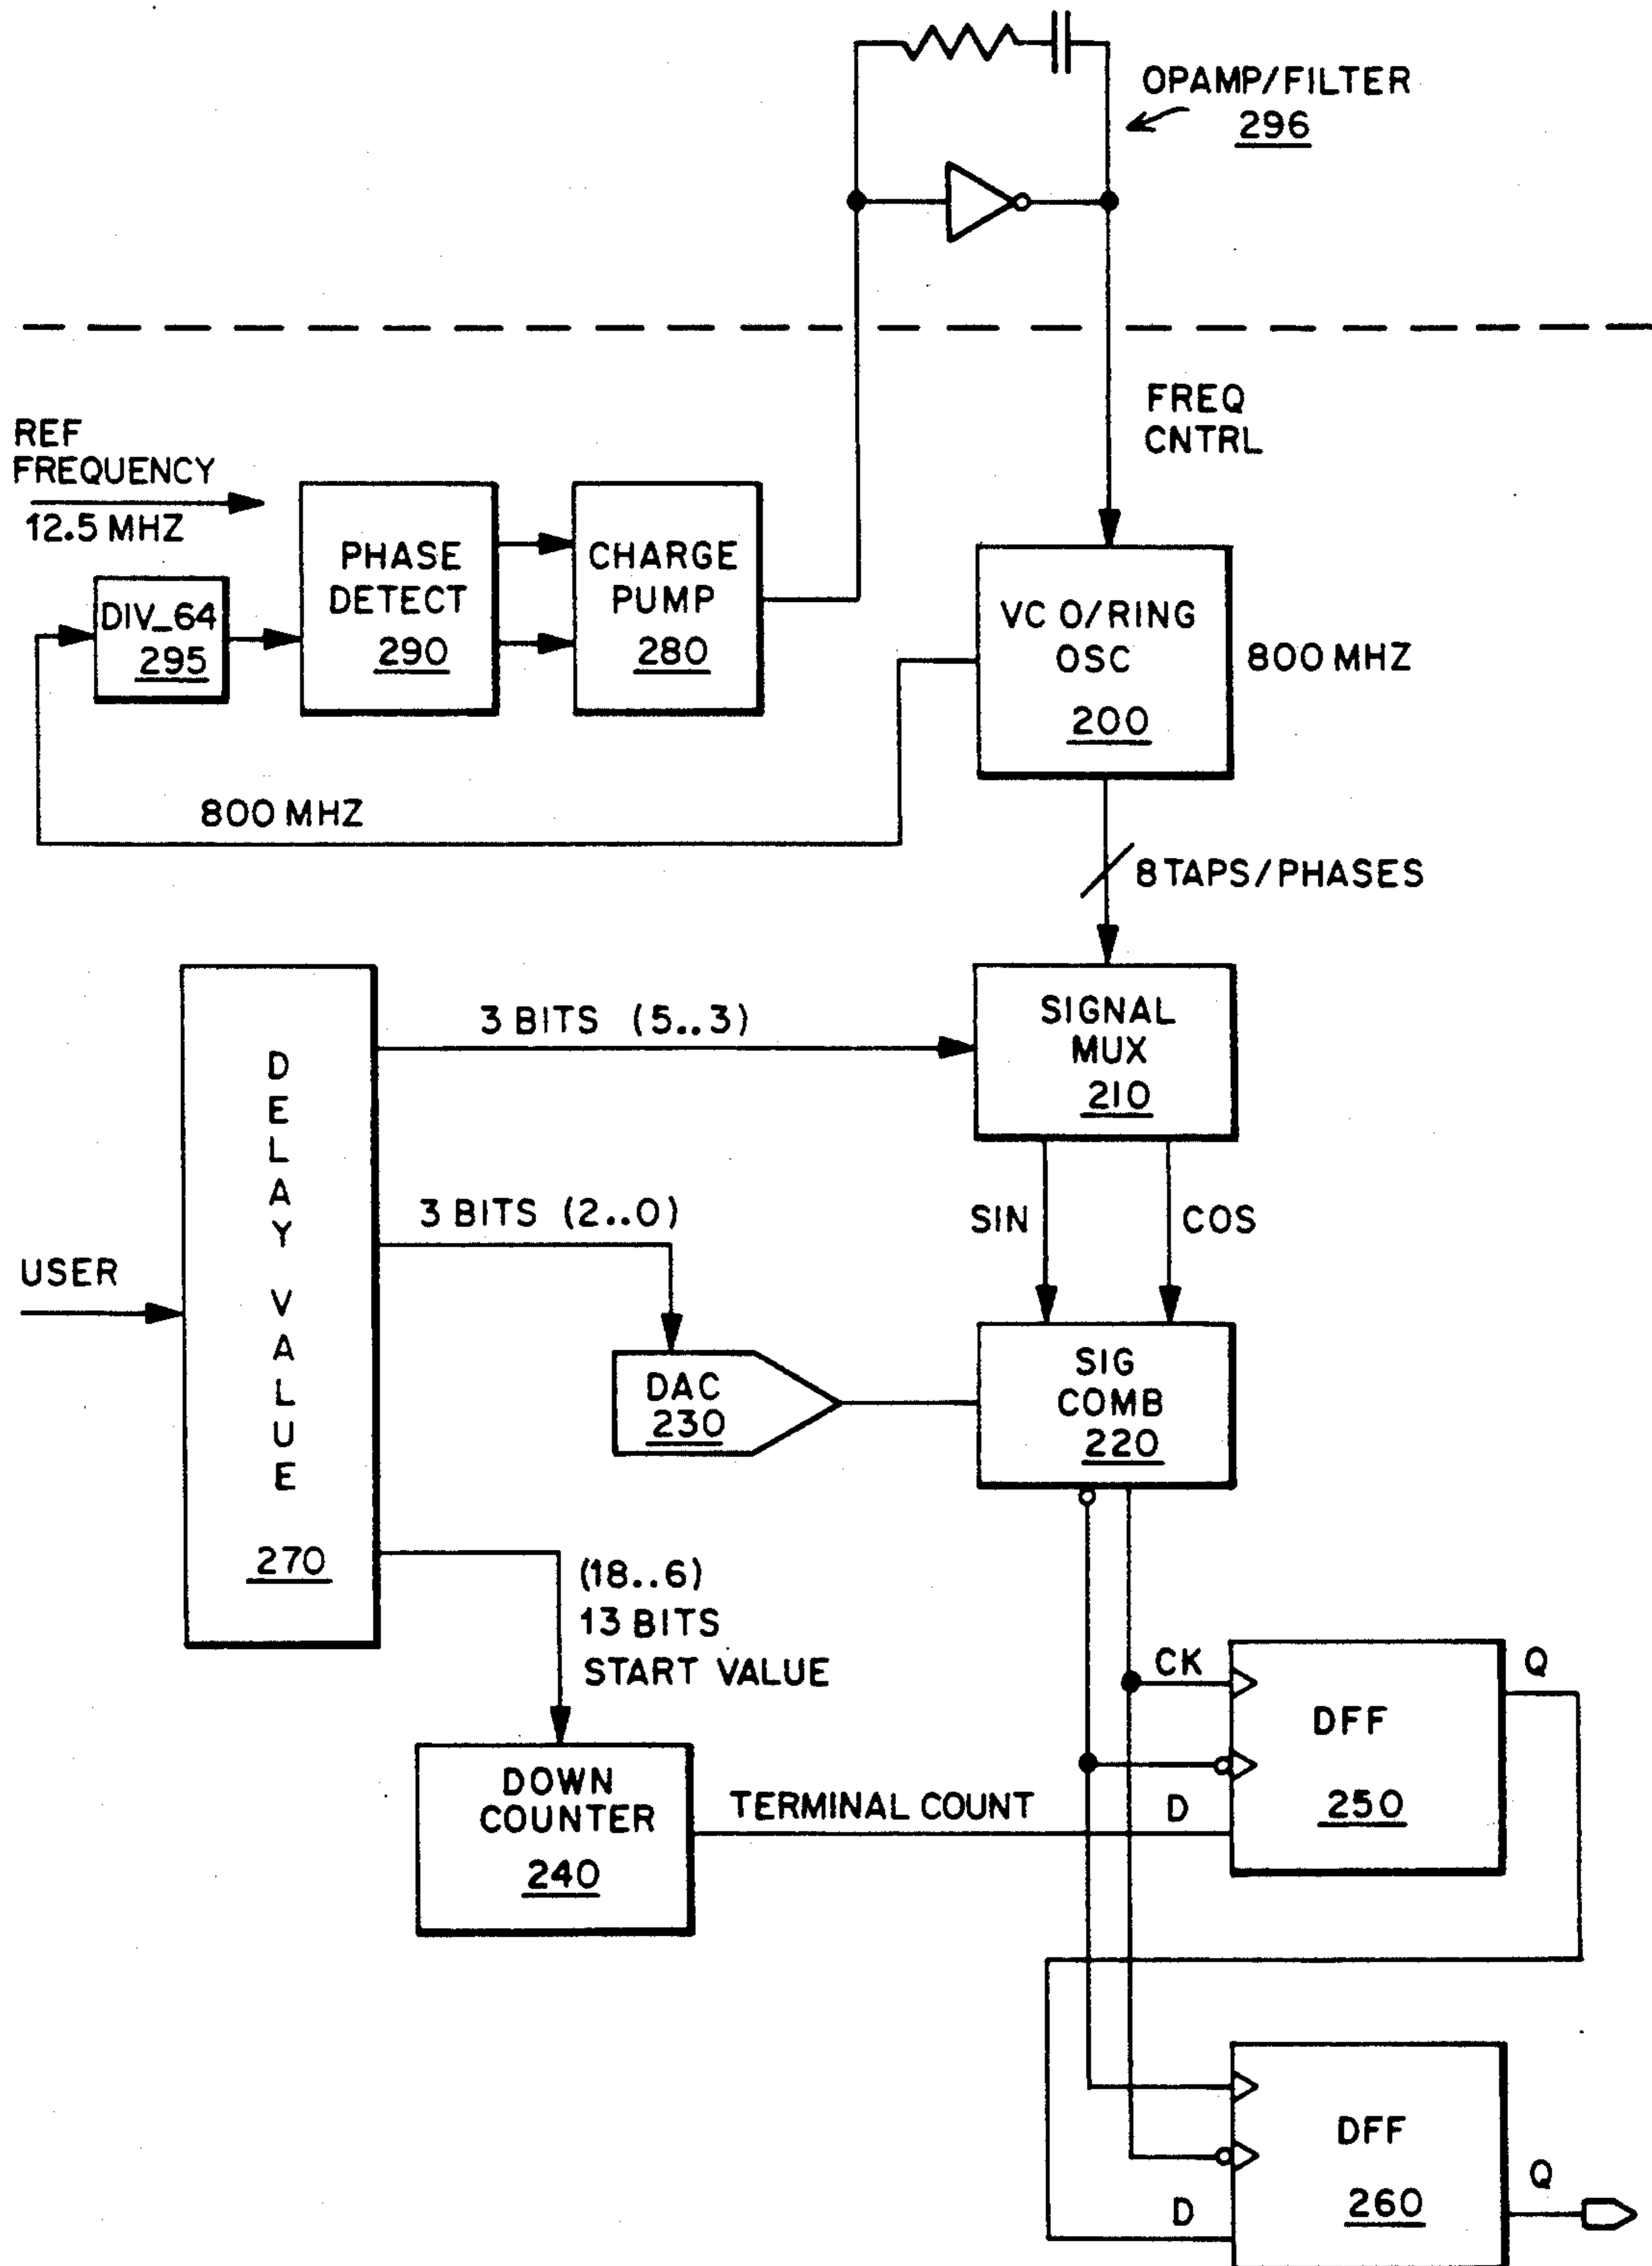 OPAMP/FILTER
296
FREQ
CNTRL
REF
FREQUENCY
12.5 MHZ
DIV_64
295
PHASE
DETECT
290
CHARGE
PUMP
280
VC O/RING
OSC
200
800 MHZ
800 MHZ
8 TAPS/PHASES
3 BITS (5..3)
SIGNAL
MUX
210
3 BITS (2..0)
SIN
COS
USER
DELAY VALUE
270
DAC
230
SIG
COMB
220
(18..6)
13 BITS
START VALUE
CK
Q
DFF
250
D
DOWN
COUNTER
240
TERMINAL COUNT
DFF
260
D
Q